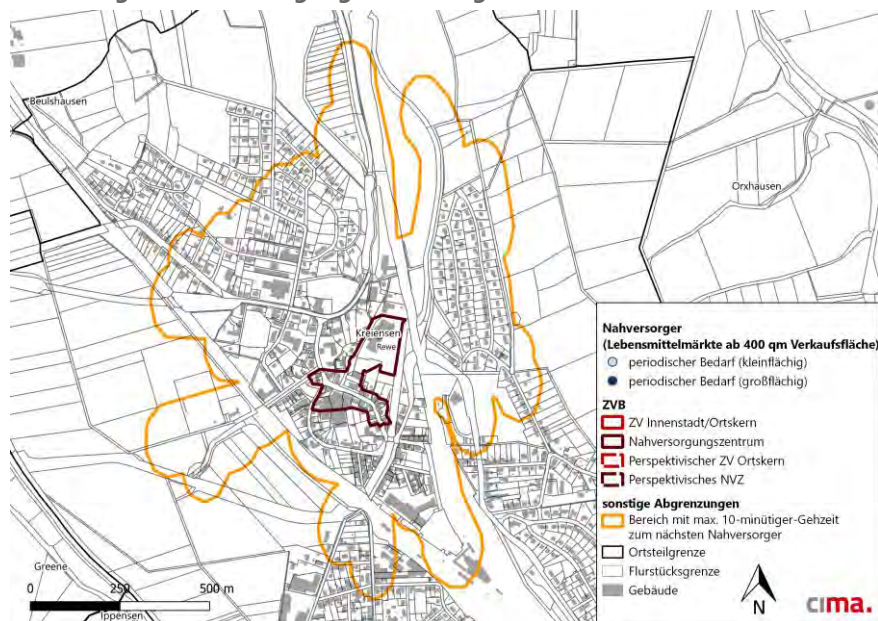 Beulshausen
Orxhausen
Kreiensen
Rewe
Greene
Ippensen
0 250 500 m
Nahversorger
(Lebensmittelmärkte ab 400 qm Verkaufsfläche)
periodischer Bedarf (kleinflächig)
periodischer Bedarf (großflächig)
ZVB
ZV Innenstadt/Ortskern
Nahversorgungszentrum
Perspektivischer ZV Ortskern
Perspektivisches NVZ
sonstige Abgrenzungen
Bereich mit max. 10-minütiger-Gehzeit
zum nächsten Nahversorger
Ortsteilgrenze
Flurstücksgrenze
Gebäude
N
cıma.